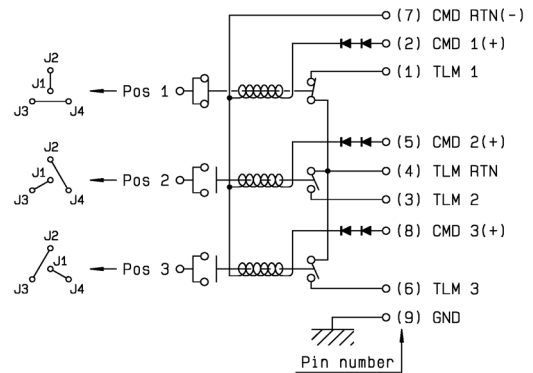 (7) CMD RTN(-)
(2) CMD 1(+)
(1) TLM 1
J2
J1
J3 J4
Pos 1
(5) CMD 2(+)
(4) TLM RTN
(3) TLM 2
J2
J1
J3 J4
Pos 2
(8) CMD 3(+)
J2
J1
J3 J4
Pos 3
(6) TLM 3
(9) GND
Pin number